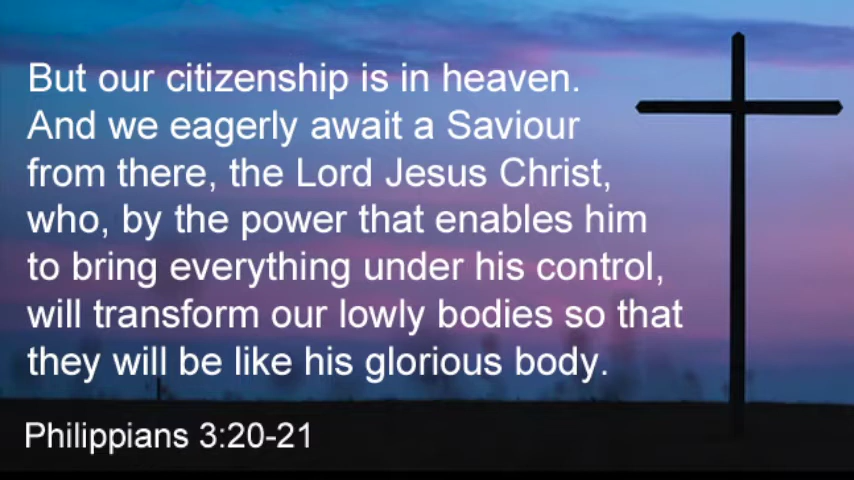 But our citizenship is in heaven.
And we eagerly await a Saviour
from there, the Lord Jesus Christ,
who, by the power that enables him
to bring everything under his control,
will transform our lowly bodies so that
they will be like his glorious body.
Philippians 3:20-21